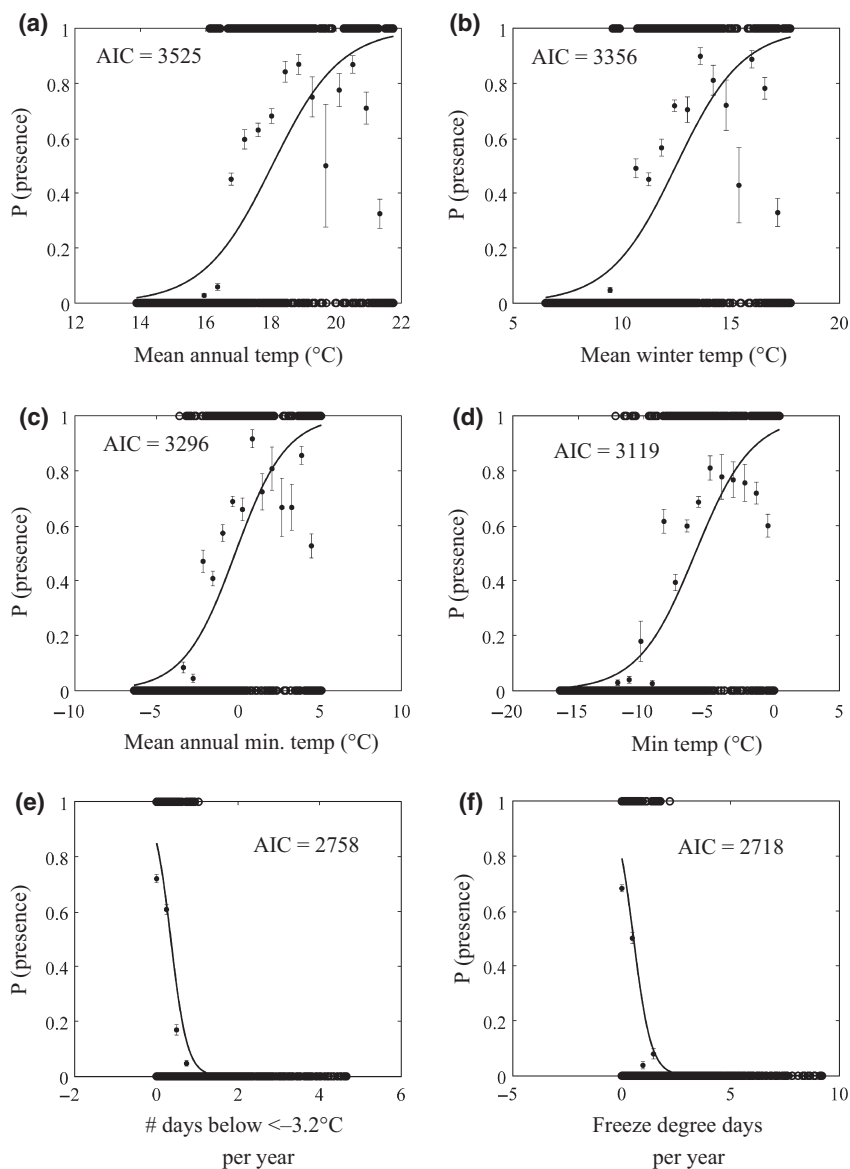 (a)
AIC = 3525
P (presence)
1
0.8
0.6
0.4
0.2
0
12 14 16 18 20 22
Mean annual temp (°C)
(b)
AIC = 3356
P (presence)
1
0.8
0.6
0.4
0.2
0
5 10 15 20
Mean winter temp (°C)
(c)
AIC = 3296
P (presence)
1
0.8
0.6
0.4
0.2
0
−10 −5 0 5 10
Mean annual min. temp (°C)
(d)
AIC = 3119
P (presence)
1
0.8
0.6
0.4
0.2
0
−20 −15 −10 −5 0 5
Min temp (°C)
(e)
AIC = 2758
P (presence)
1
0.8
0.6
0.4
0.2
0
−2 0 2 4 6
# days below <−3.2°C
per year
(f)
AIC = 2718
P (presence)
1
0.8
0.6
0.4
0.2
0
−5 0 5 10
Freeze degree days
per year